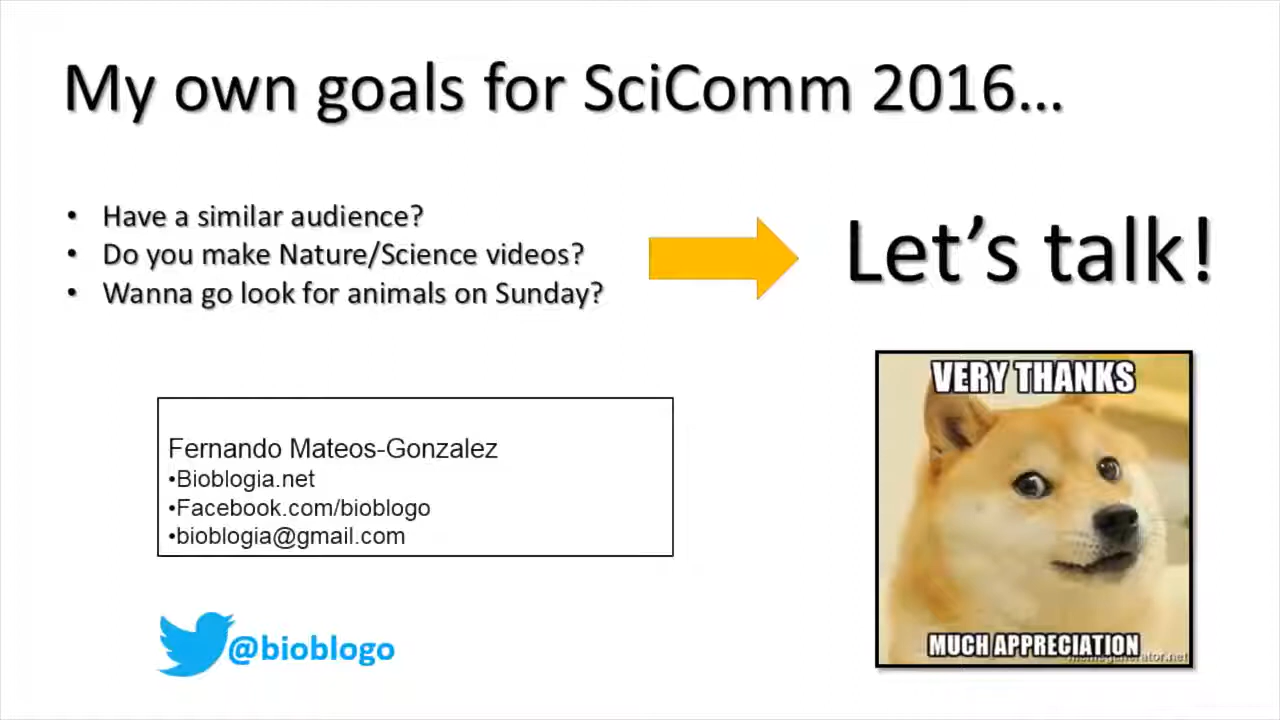 My own goals for SciComm 2016...
• Have a similar audience?
• Do you make Nature/Science videos?
• Wanna go look for animals on Sunday?
Let's talk!
Fernando Mateos-Gonzalez
•Bioblogia.net
•Facebook.com/bioblogo
•bioblogia@gmail.com
@bioblogo
VERY THANKS
MUCH APPRECIATION
memegenerator.net